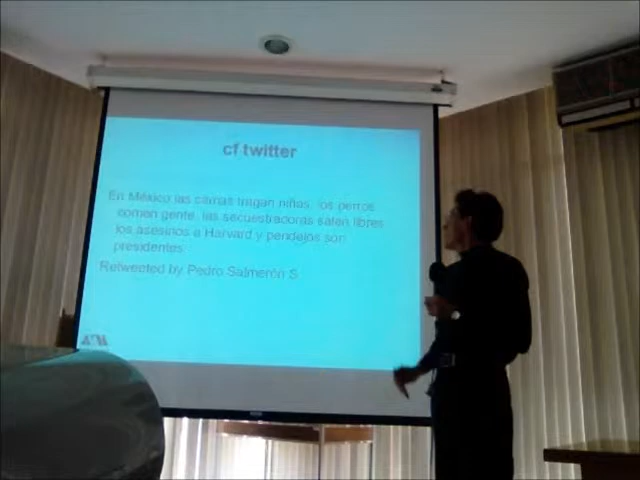 cf twitter
En México las camas tragan niñas, los perros
comen gente, las secuestradoras salen libres
los asesinos a Harvard y pendejos son
presidentes.
Retweeted by Pedro Salmerón S